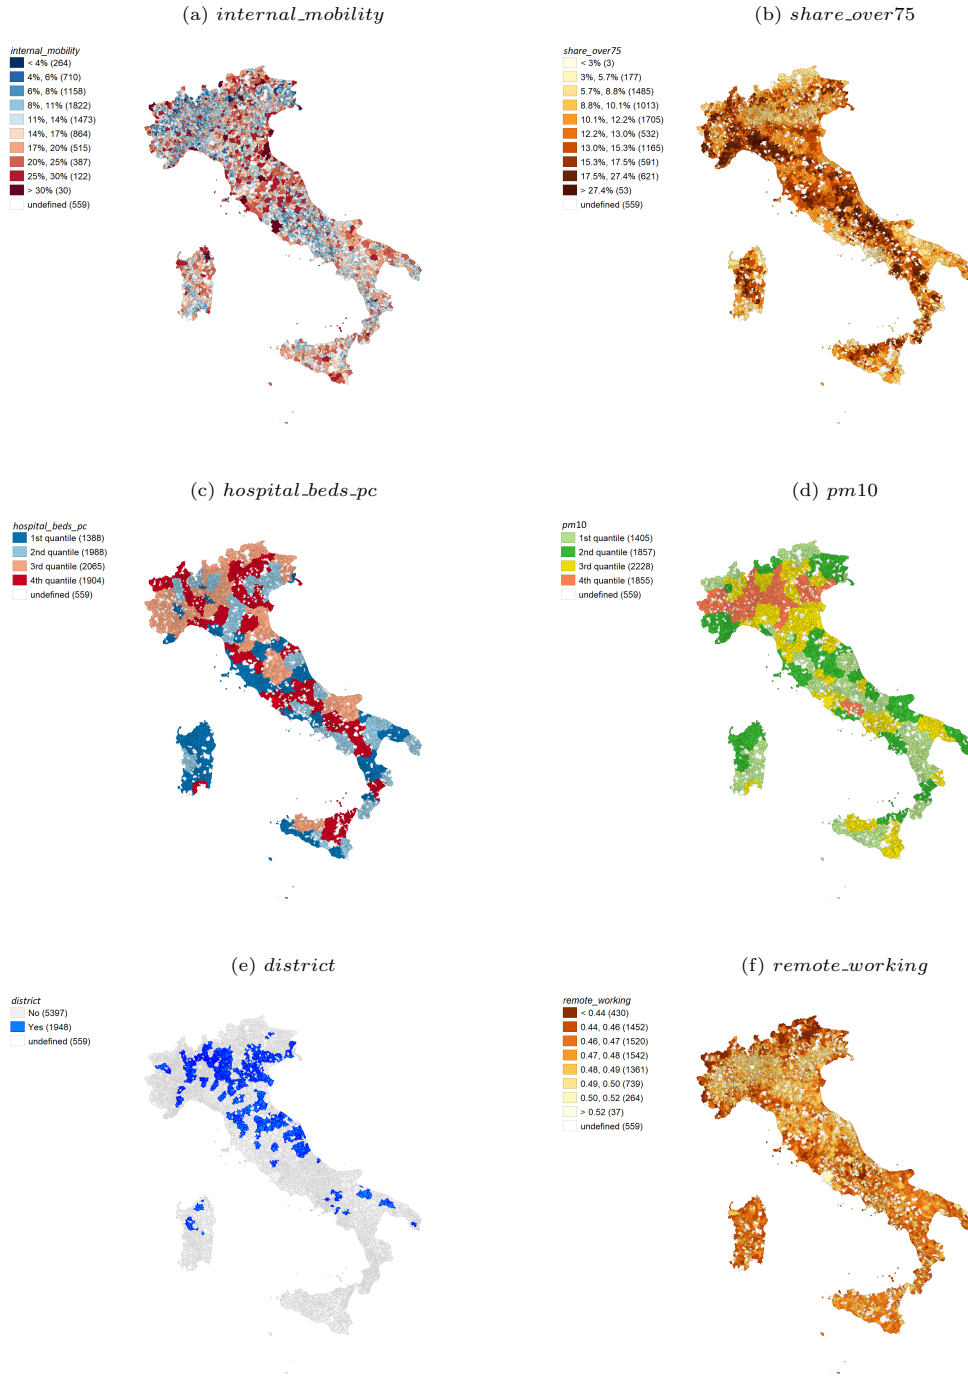 (a) internal_mobility
internal_mobility
< 4% (264)
4%, 6% (710)
6%, 8% (1158)
8%, 11% (1822)
11%, 14% (1473)
14%, 17% (864)
17%, 20% (515)
20%, 25% (387)
25%, 30% (122)
> 30% (30)
undefined (559)
(b) share_over75
share_over75
< 3% (3)
3%, 5.7% (177)
5.7%, 8.8% (1485)
8.8%, 10.1% (1013)
10.1%, 12.2% (1705)
12.2%, 13.0% (532)
13.0%, 15.3% (1165)
15.3%, 17.5% (591)
17.5%, 27.4% (621)
> 27.4% (53)
undefined (559)
(c) hospital_beds_pc
hospital_beds_pc
1st quantile (1388)
2nd quantile (1988)
3rd quantile (2065)
4th quantile (1904)
undefined (559)
(d) pm10
pm10
1st quantile (1405)
2nd quantile (1857)
3rd quantile (2228)
4th quantile (1855)
undefined (559)
(e) district
district
No (5397)
Yes (1948)
undefined (559)
(f) remote_working
remote_working
< 0.44 (430)
0.44, 0.46 (1452)
0.46, 0.47 (1520)
0.47, 0.48 (1542)
0.48, 0.49 (1361)
0.49, 0.50 (739)
0.50, 0.52 (264)
> 0.52 (37)
undefined (559)